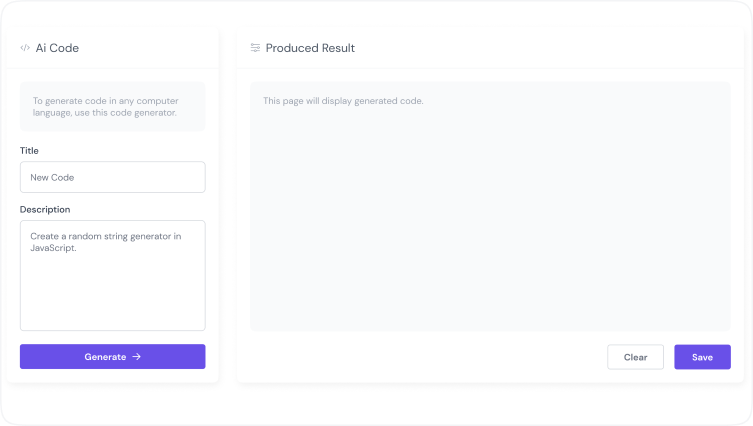 Ai Code
To generate code in any computer
language, use this code generator.
Title
New Code
Description
Create a random string generator in
JavaScript.
Generate →
Produced Result
This page will display generated code.
Clear
Save